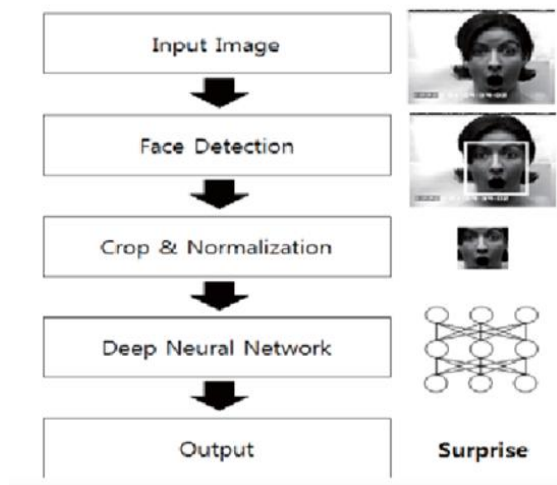 Input Image
Face Detection
Crop & Normalization
Deep Neural Network
Output
Surprise